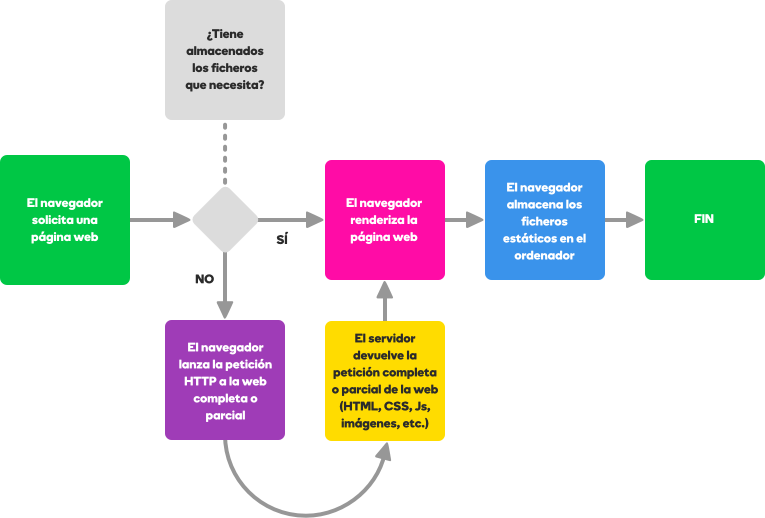 ¿Tiene
almacenados
los ficheros
que necesita?
El navegador
solicita una
página web
SÍ
NO
El navegador
renderiza la
página web
El navegador
almacena los
ficheros
estáticos en el
ordenador
FIN
El navegador
lanza la petición
HTTP a la web
completa o
parcial
El servidor
devuelve la
petición completa
o parcial de la web
(HTML, CSS, Js,
imágenes, etc.)